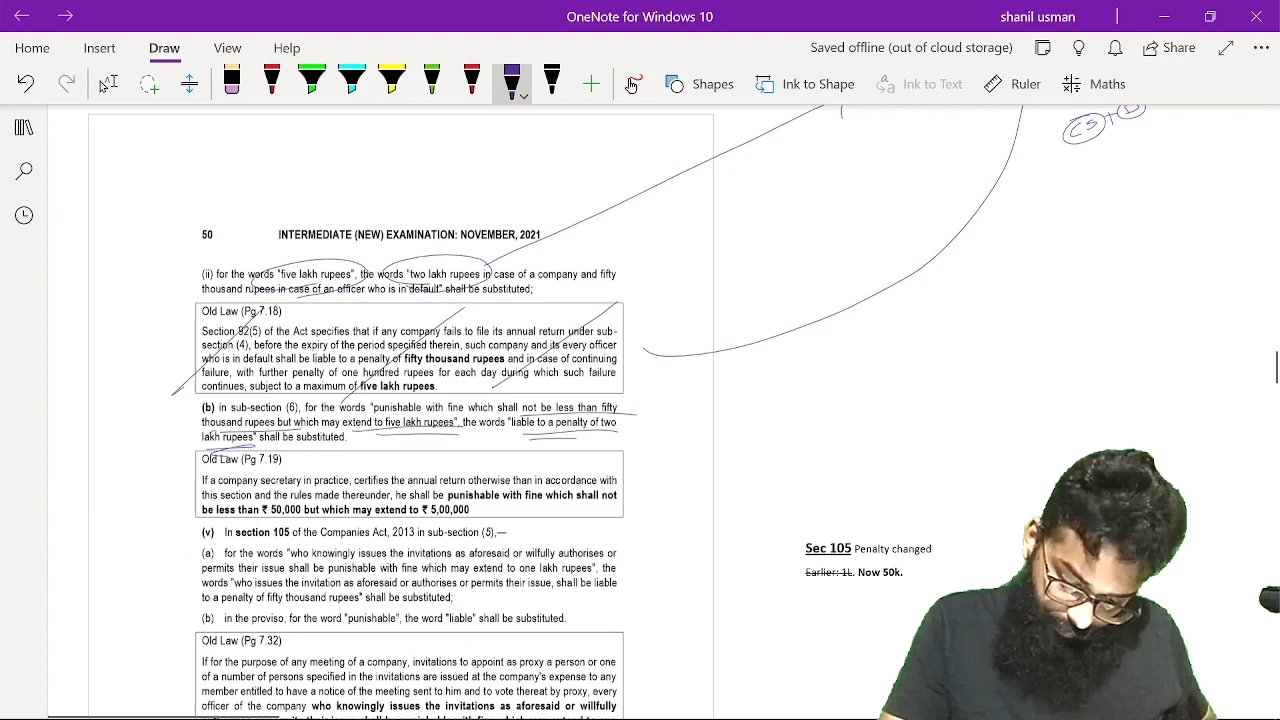 OneNote for Windows 10
shanil usman
Home Insert Draw View Help
Saved offline (out of cloud storage)
Share
Shapes
Ink to Shape
Ink to Text
Ruler
Maths
CS + D
50 INTERMEDIATE (NEW) EXAMINATION: NOVEMBER, 2021
(ii) for the words "five lakh rupees", the words "two lakh rupees in case of a company and fifty
thousand rupees in case of an officer who is in default" shall be substituted;
Old Law (Pg 7.18)
Section 92(5) of the Act specifies that if any company fails to file its annual return under sub-
section (4), before the expiry of the period specified therein, such company and its every officer
who is in default shall be liable to a penalty of fifty thousand rupees and in case of continuing
failure, with further penalty of one hundred rupees for each day during which such failure
continues, subject to a maximum of five lakh rupees.
(b) in sub-section (6), for the words "punishable with fine which shall not be less than fifty
thousand rupees but which may extend to five lakh rupees", the words "liable to a penalty of two
lakh rupees" shall be substituted.
Old Law (Pg 7.19)
If a company secretary in practice, certifies the annual return otherwise than in accordance with
this section and the rules made thereunder, he shall be punishable with fine which shall not
be less than ₹ 50,000 but which may extend to ₹ 5,00,000
(v) In section 105 of the Companies Act, 2013 in sub-section (5),—
(a) for the words "who knowingly issues the invitations as aforesaid or wilfully authorises or
permits their issue shall be punishable with fine which may extend to one lakh rupees", the
words "who issues the invitation as aforesaid or authorises or permits their issue, shall be liable
to a penalty of fifty thousand rupees" shall be substituted;
(b) in the proviso, for the word "punishable", the word "liable" shall be substituted.
Old Law (Pg 7.32)
If for the purpose of any meeting of a company, invitations to appoint as proxy a person or one
of a number of persons specified in the invitations are issued at the company's expense to any
member entitled to have a notice of the meeting sent to him and to vote thereat by proxy, every
officer of the company who knowingly issues the invitations as aforesaid or willfully
Sec 105 Penalty changed
Earlier: 1L. Now 50k.